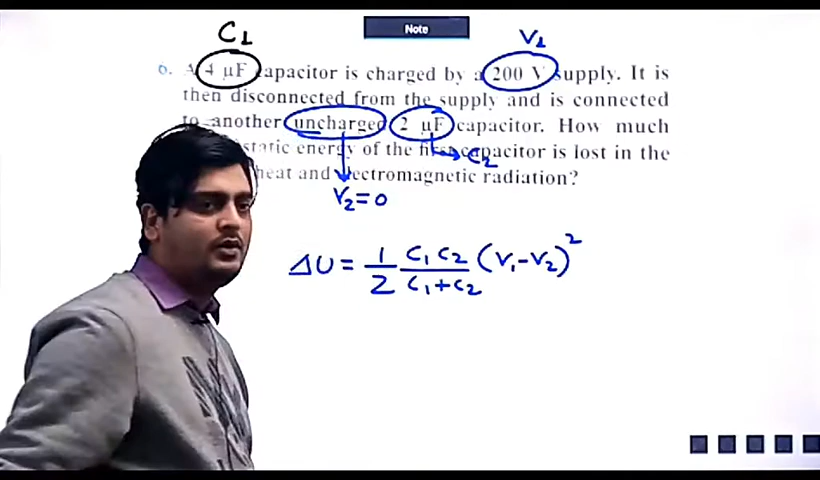 Note
C1
V1
6. A 4 µF capacitor is charged by a 200 V supply. It is
then disconnected from the supply and is connected
to another uncharged 2 µF capacitor. How much
static energy of the first capacitor is lost in the
heat and electromagnetic radiation?
C2
V2=0
ΔU = 1/2 C1C2/C1+C2 (V1-V2)^2